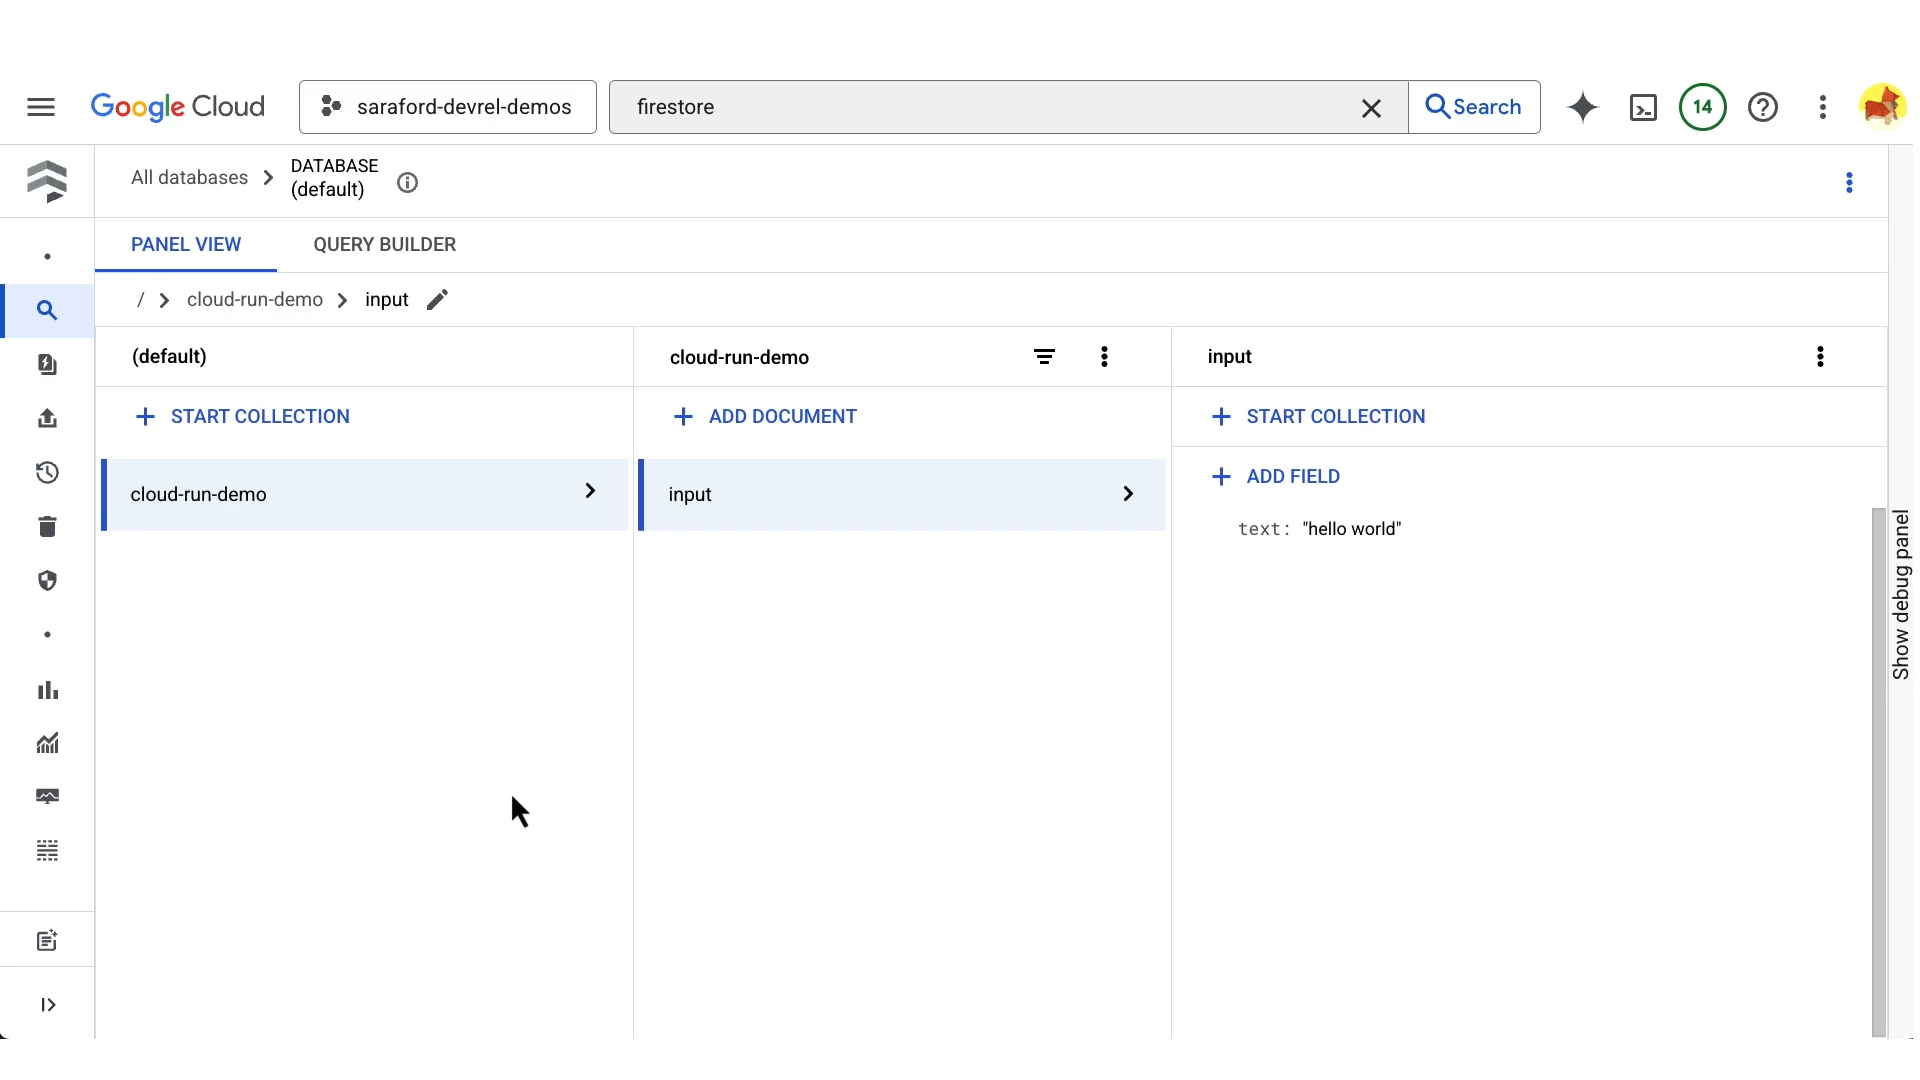 Google Cloud
saraford-devrel-demos
firestore
Search
14
All databases
DATABASE
(default)
PANEL VIEW
QUERY BUILDER
/ cloud-run-demo input
(default)
cloud-run-demo
input
START COLLECTION
ADD DOCUMENT
START COLLECTION
cloud-run-demo
input
ADD FIELD
text: "hello world"
Show debug panel